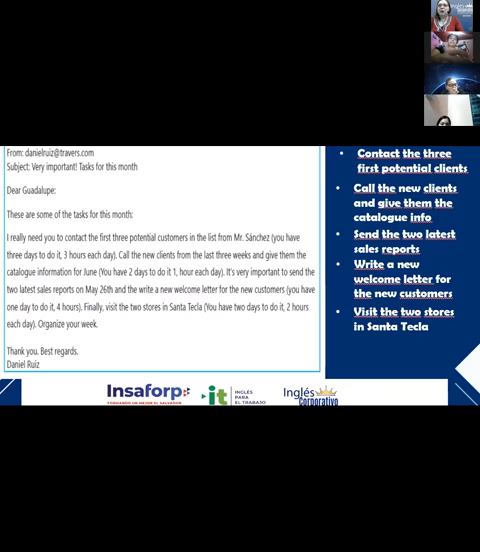 From: danielruiz@travers.com
Subject: Very important! Tasks for this month
Dear Guadalupe:
These are some of the tasks for this month:
I really need you to contact the first three potential customers in the list from Mr. Sánchez (you have
three days to do it, 3 hours each day). Call the new clients from the last three weeks and give them the
catalogue information for June (You have 2 days to do it 1, hour each day). It's very important to send the
two latest sales reports on May 26th and the write a new welcome letter for the new customers (you have
one day to do it, 4 hours). Finally, visit the two stores in Santa Tecla (You have two days to do it, 2 hours
each day). Organize your week.
Thank you. Best regards.
Daniel Ruiz
• Contact the three
first potential clients
• Call the new clients
and give them the
catalogue info
• Send the two latest
sales reports
• Write a new
welcome letter for
the new customers
• Visit the two stores
in Santa Tecla
Insaforp
FORMANDO UN MEJOR EL SALVADOR
it
INGLÉS
PARA
EL TRABAJO
Inglés
Corporativo